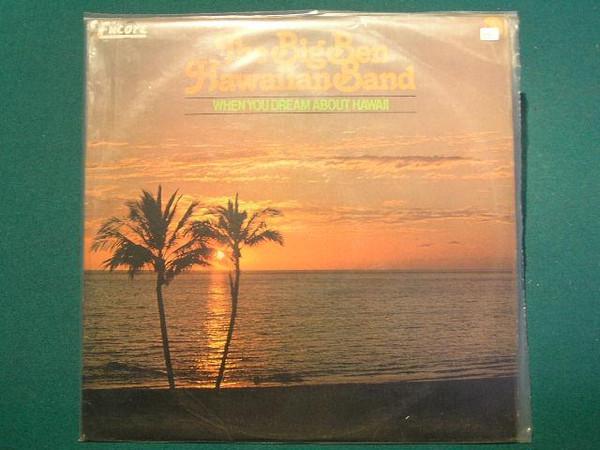 Encore
The Big Ben
Hawaiian Band
WHEN YOU DREAM ABOUT HAWAII